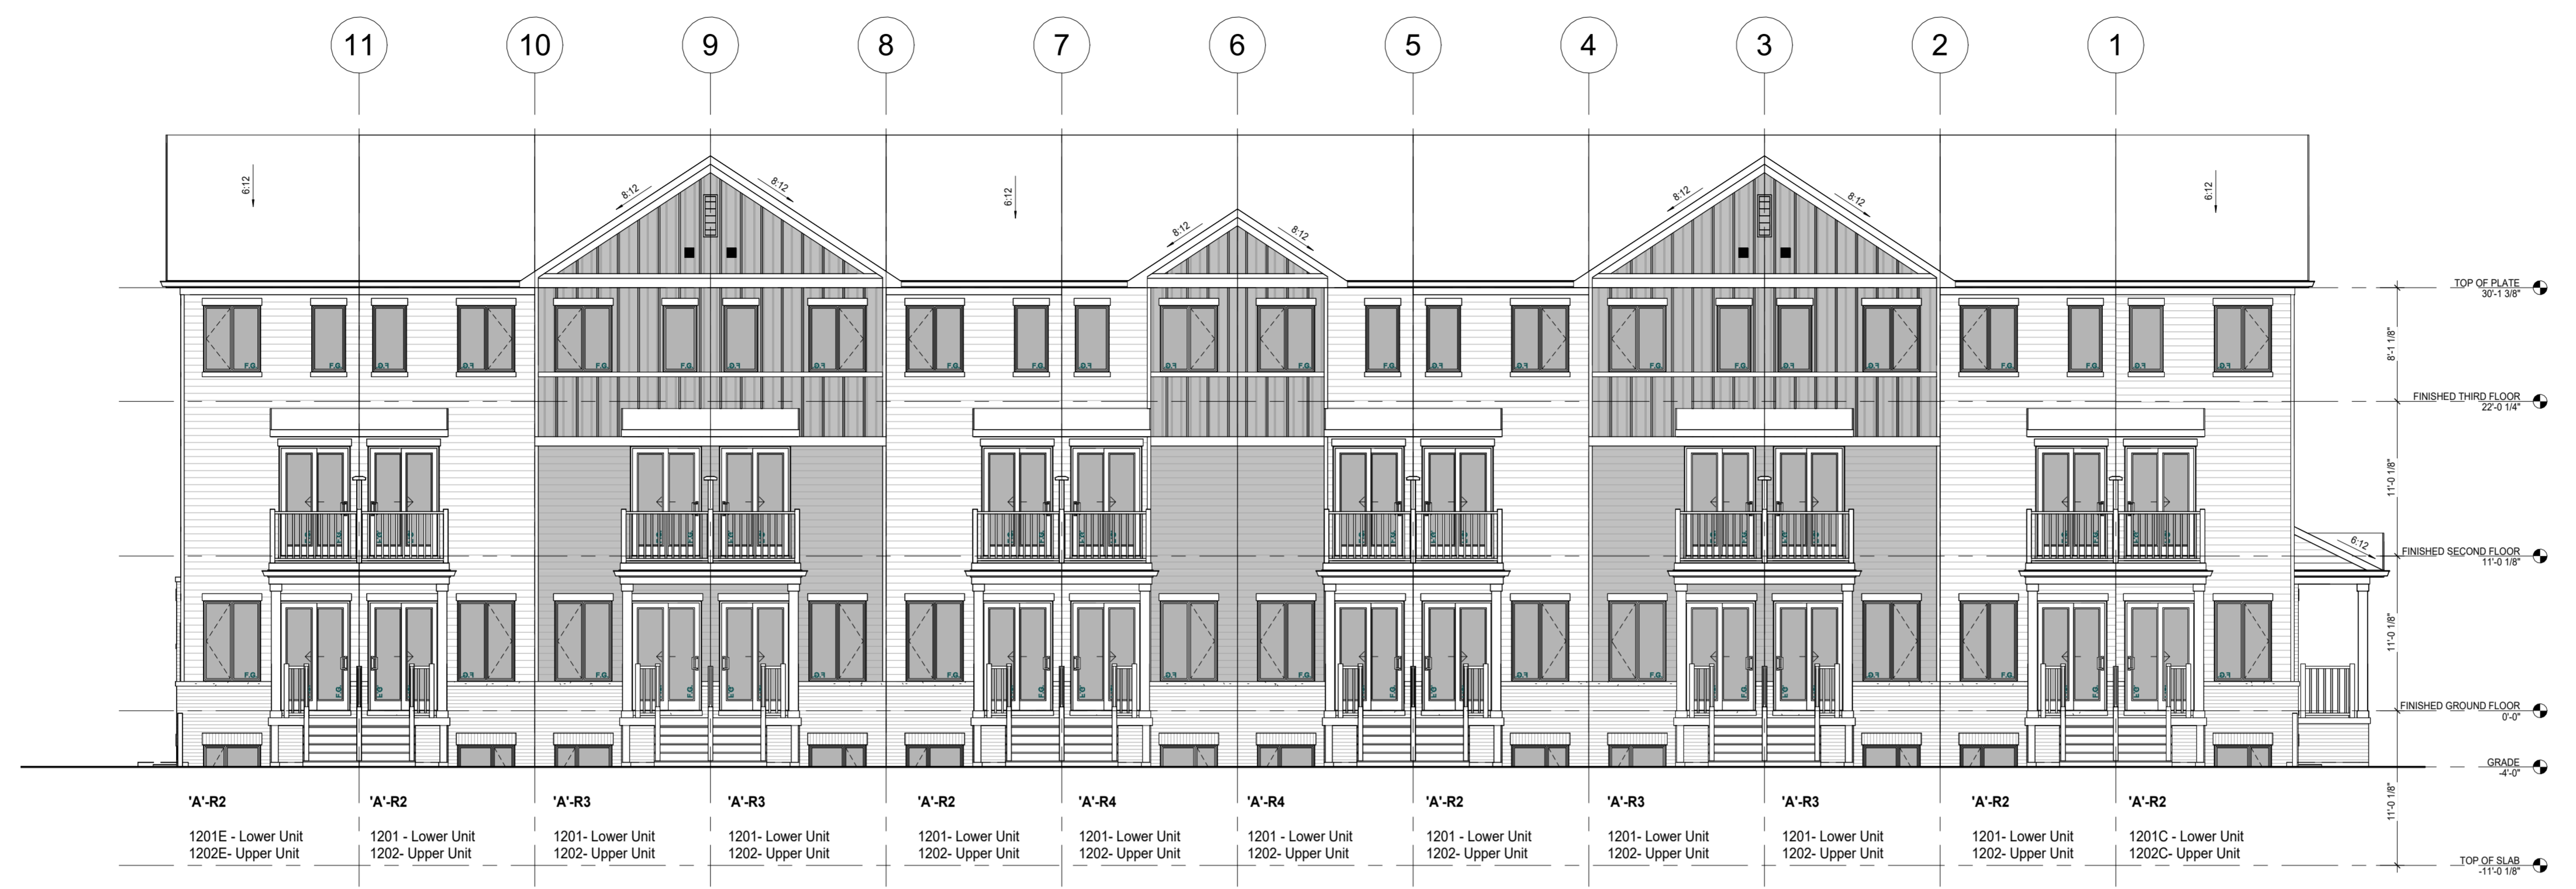 11 10 9 8 7 6 5 4 3 2 1
6:12
8:12
8:12
6:12
8:12
8:12
8:12
8:12
6:12
TOP OF PLATE
30'-1 3/8"
F.G. F.G. F.G. F.G. F.G. F.G. F.G. F.G. F.G. F.G. F.G. F.G. F.G. F.G. F.G. F.G. F.G. F.G. F.G. F.G. F.G. F.G. F.G. F.G.
8'-1 1/8"
FINISHED THIRD FLOOR
22'-0 1/4"
11'-0 1/8"
6:12
FINISHED SECOND FLOOR
11'-0 1/8"
11'-0 1/8"
F.G. F.G. F.G. F.G. F.G. F.G. F.G. F.G. F.G. F.G. F.G. F.G.
FINISHED GROUND FLOOR
0'-0"
GRADE
-4'-0"
11'-0 1/8"
'A'-R2 'A'-R2 'A'-R3 'A'-R3 'A'-R2 'A'-R4 'A'-R4 'A'-R2 'A'-R3 'A'-R3 'A'-R2 'A'-R2
1201E - Lower Unit 1201 - Lower Unit 1201- Lower Unit 1201- Lower Unit 1201- Lower Unit 1201- Lower Unit 1201 - Lower Unit 1201 - Lower Unit 1201- Lower Unit 1201- Lower Unit 1201- Lower Unit 1201C - Lower Unit
1202E- Upper Unit 1202- Upper Unit 1202- Upper Unit 1202- Upper Unit 1202- Upper Unit 1202- Upper Unit 1202- Upper Unit 1202- Upper Unit 1202- Upper Unit 1202- Upper Unit 1202- Upper Unit 1202C- Upper Unit
TOP OF SLAB
-11'-0 1/8"